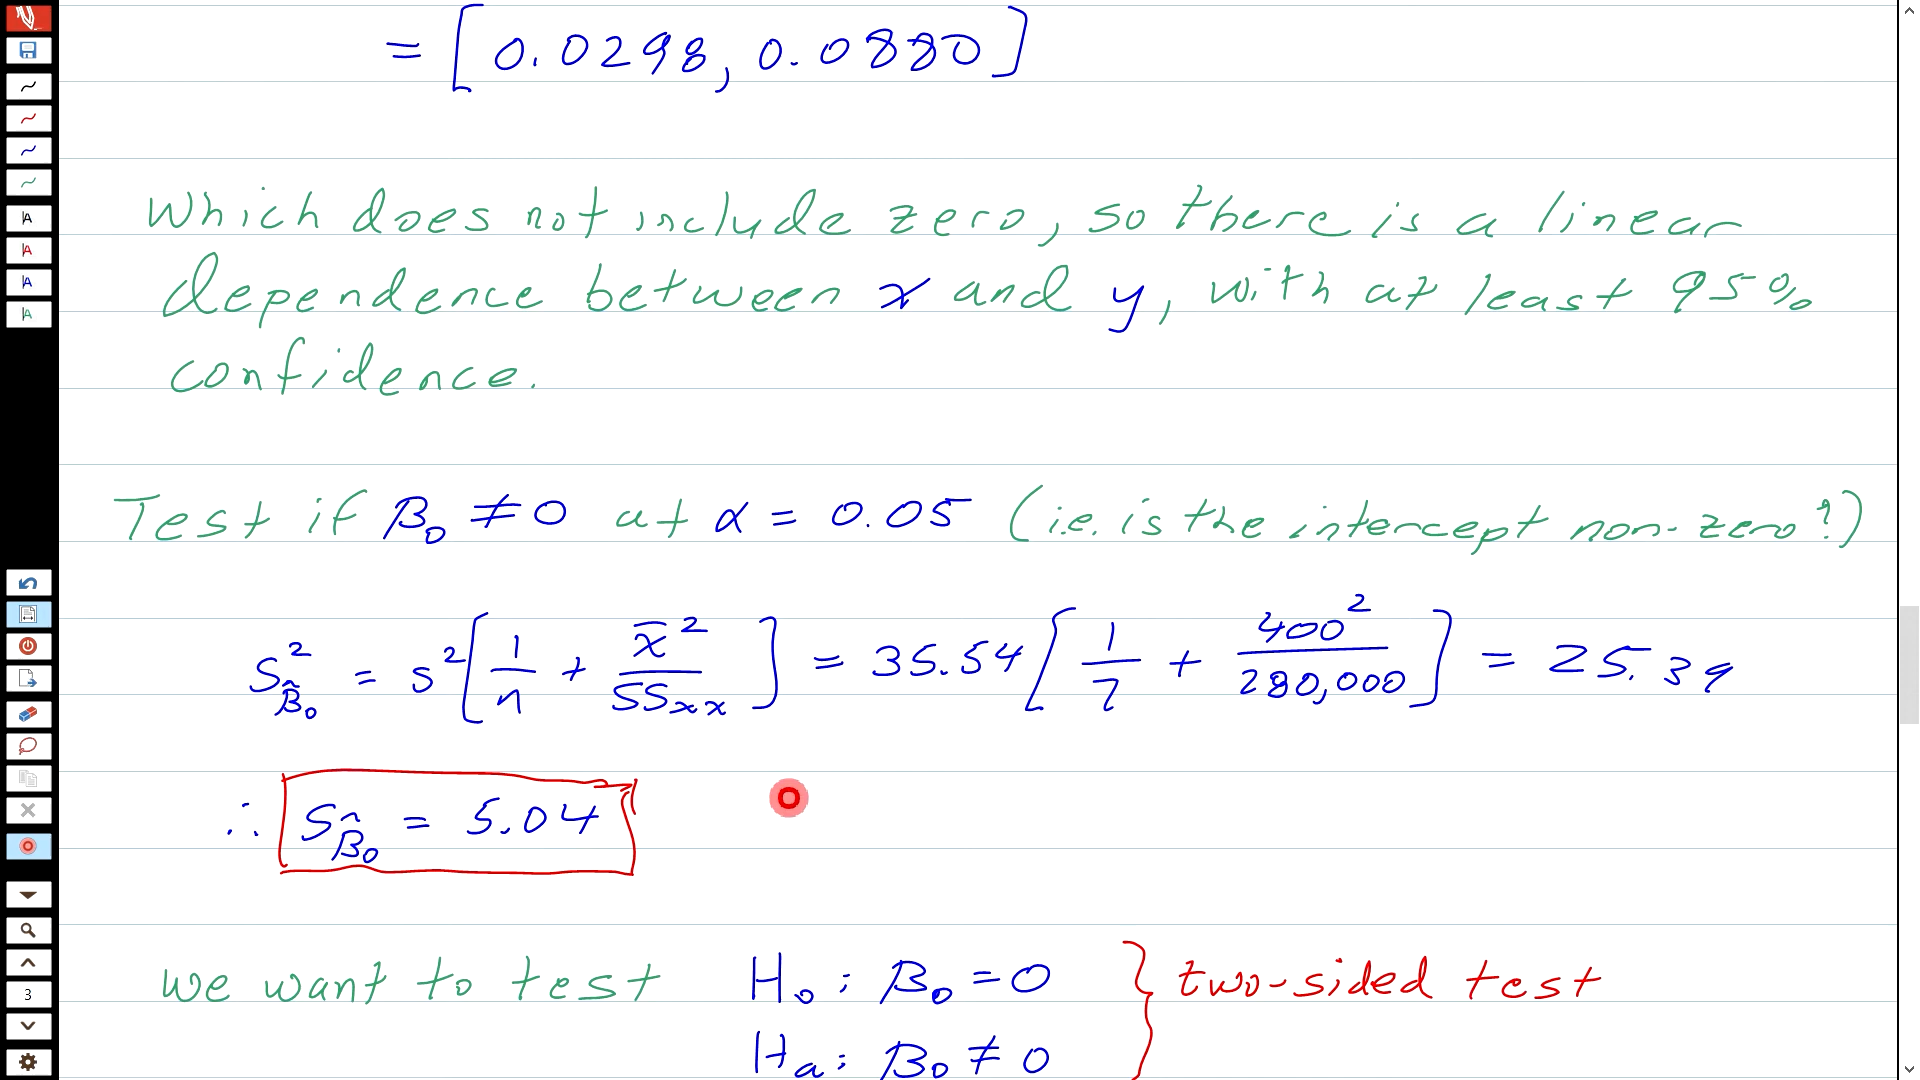 = [0.0298, 0.0880]
Which does not include zero, so there is a linear
dependence between x and y, with at least 95%
confidence.
Test if β₀ ≠ 0 at α = 0.05 (i.e. is the intercept non-zero?)
S²_β̂₀ = s² [1/n + x̄²/SSxx] = 35.54 [1/7 + 400²/280,000] = 25.39
∴ S_β̂₀ = 5.04
We want to test H₀ : β₀ = 0 } two-sided test
Hₐ : β₀ ≠ 0
A
A
A
A
3